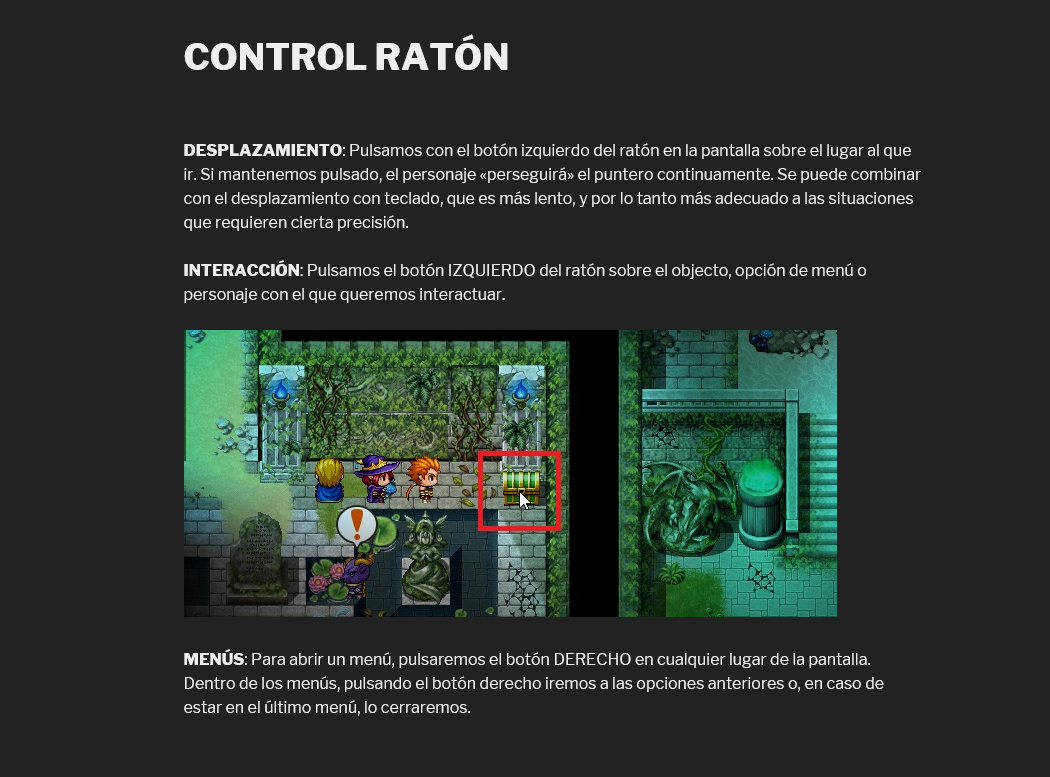 CONTROL RATÓN
DESPLAZAMIENTO: Pulsamos con el botón izquierdo del ratón en la pantalla sobre el lugar al que
ir. Si mantenemos pulsado, el personaje «perseguirá» el puntero continuamente. Se puede combinar
con el desplazamiento con teclado, que es más lento, y por lo tanto más adecuado a las situaciones
que requieren cierta precisión.
INTERACCIÓN: Pulsamos el botón IZQUIERDO del ratón sobre el objecto, opción de menú o
personaje con el que queremos interactuar.
!
MENÚS: Para abrir un menú, pulsaremos el botón DERECHO en cualquier lugar de la pantalla.
Dentro de los menús, pulsando el botón derecho iremos a las opciones anteriores o, en caso de
estar en el último menú, lo cerraremos.